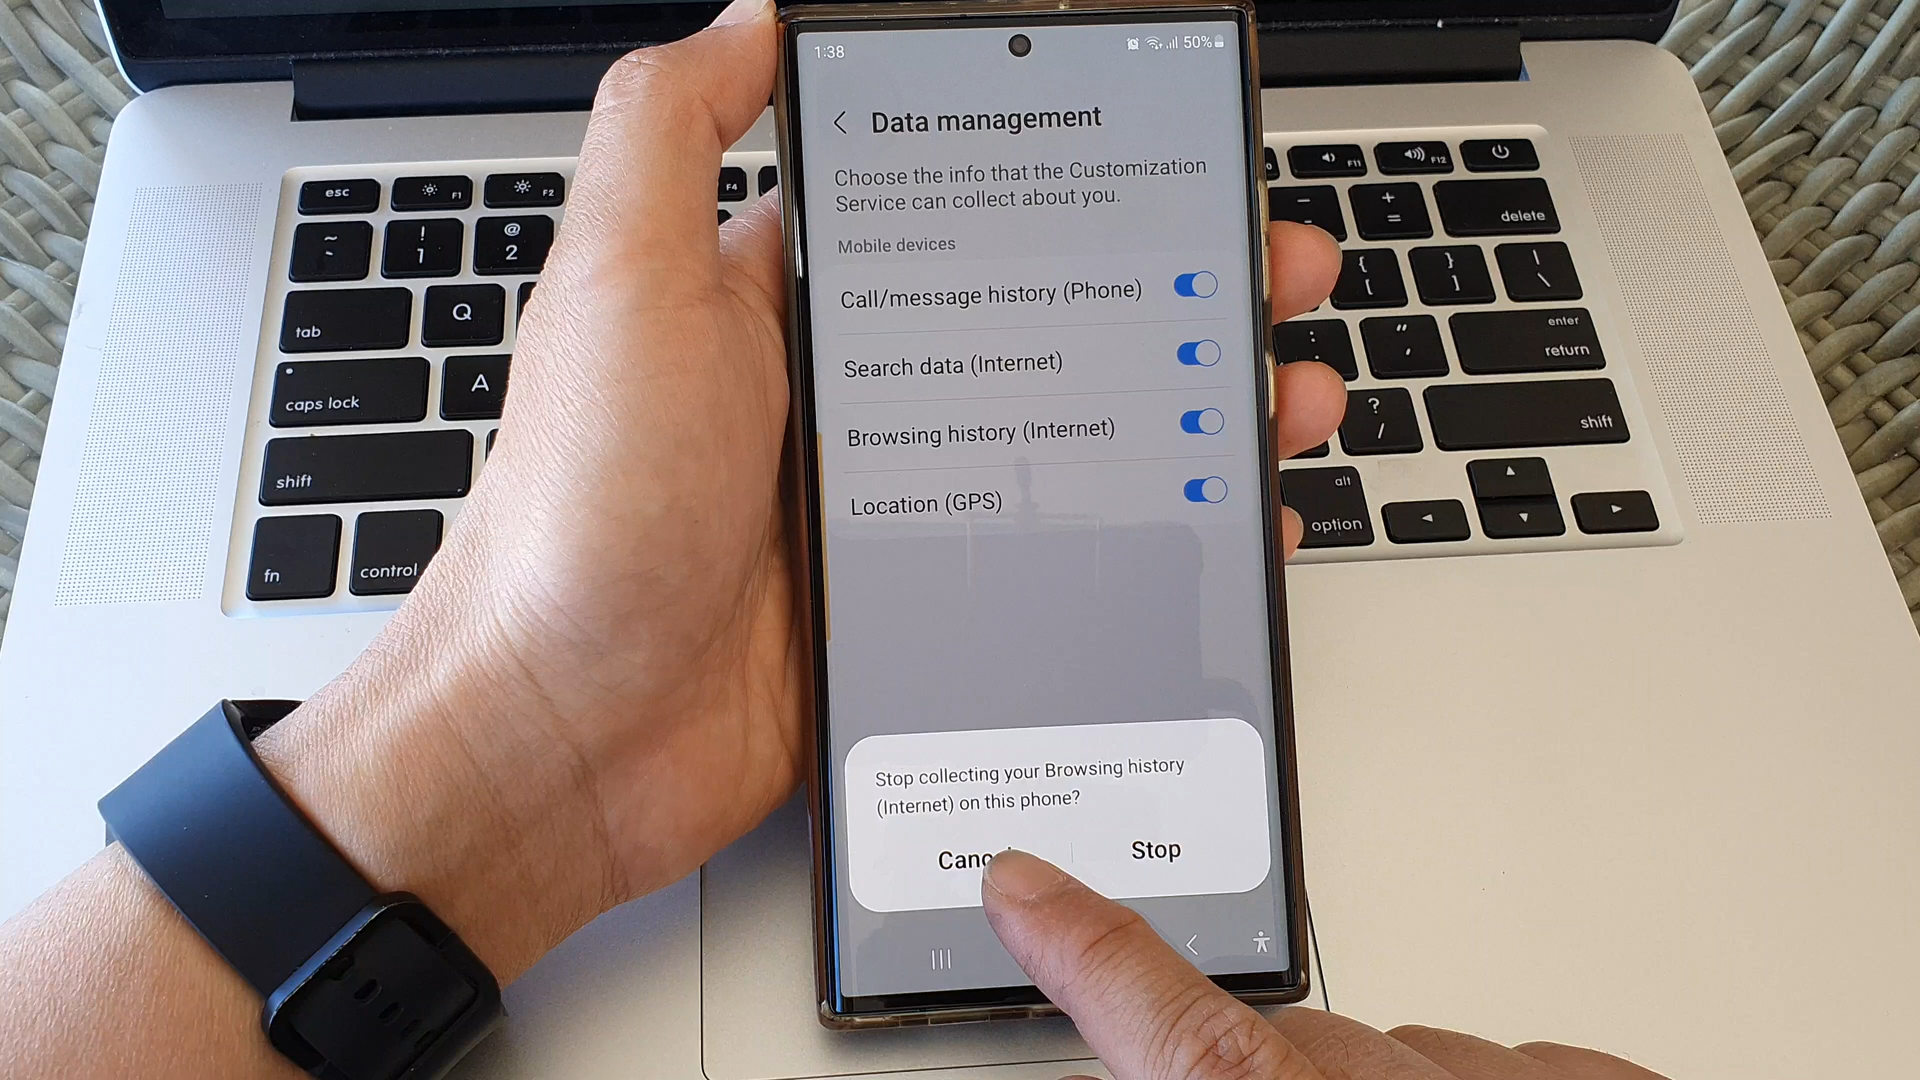 1:38
50%
Data management
Choose the info that the Customization
Service can collect about you.
Mobile devices
Call/message history (Phone)
Search data (Internet)
Browsing history (Internet)
Location (GPS)
Stop collecting your Browsing history
(Internet) on this phone?
Stop
esc
F1
F2
F4
F11
F12
~
`
!
1
@
2
-
+
=
delete
tab
Q
{
[
}
]
|
\
caps lock
A
:
;
"
'
enter
return
shift
?
/
shift
fn
control
alt
option